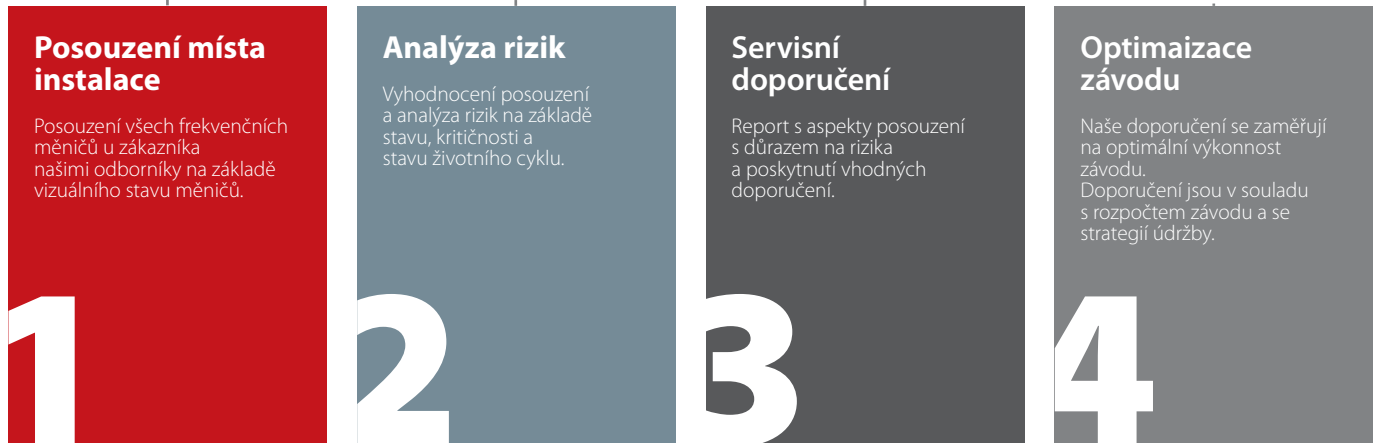 Posouzení místa
instalace
Posouzení všech frekvenčních
měničů u zákazníka
našimi odborníky na základě
vizuálního stavu měničů.
1
Analýza rizik
Vyhodnocení posouzení
a analýza rizik na základě
stavu, kritičnosti a
stavu životního cyklu.
2
Servisní
doporučení
Report s aspekty posouzení
s důrazem na rizika
a poskytnutí vhodných
doporučení.
3
Optimaizace
závodu
Naše doporučení se zaměřují
na optimální výkonnost
závodu.
Doporučení jsou v souladu
s rozpočtem závodu a se
strategií údržby.
4